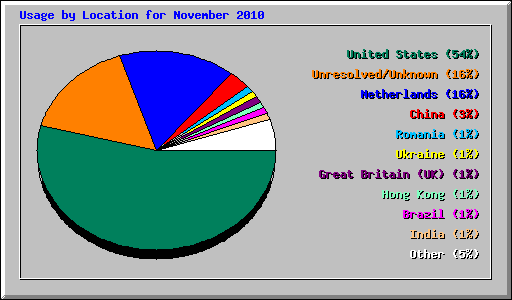 Usage by Location for November 2010
United States (54%)
Unresolved/Unknown (16%)
Netherlands (16%)
China (3%)
Romania (1%)
Ukraine (1%)
Great Britain (UK) (1%)
Hong Kong (1%)
Brazil (1%)
India (1%)
Other (5%)